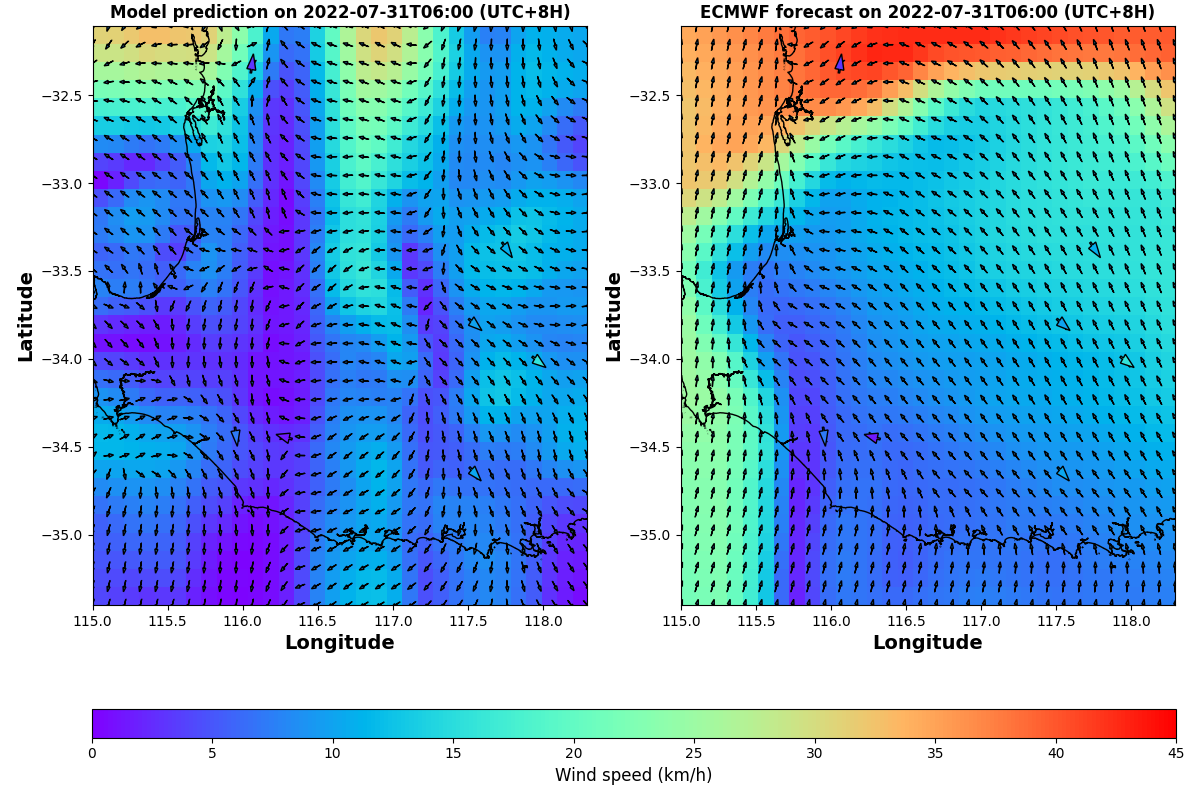 Model prediction on 2022-07-31T06:00 (UTC+8H) ECMWF forecast on 2022-07-31T06:00 (UTC+8H)
−32.5 −32.5
−33.0 −33.0
−33.5 −33.5
Latitude Latitude
−34.0 −34.0
−34.5 −34.5
−35.0 −35.0
115.0 115.5 116.0 116.5 117.0 117.5 118.0 115.0 115.5 116.0 116.5 117.0 117.5 118.0
Longitude Longitude
0 5 10 15 20 25 30 35 40 45
Wind speed (km/h)